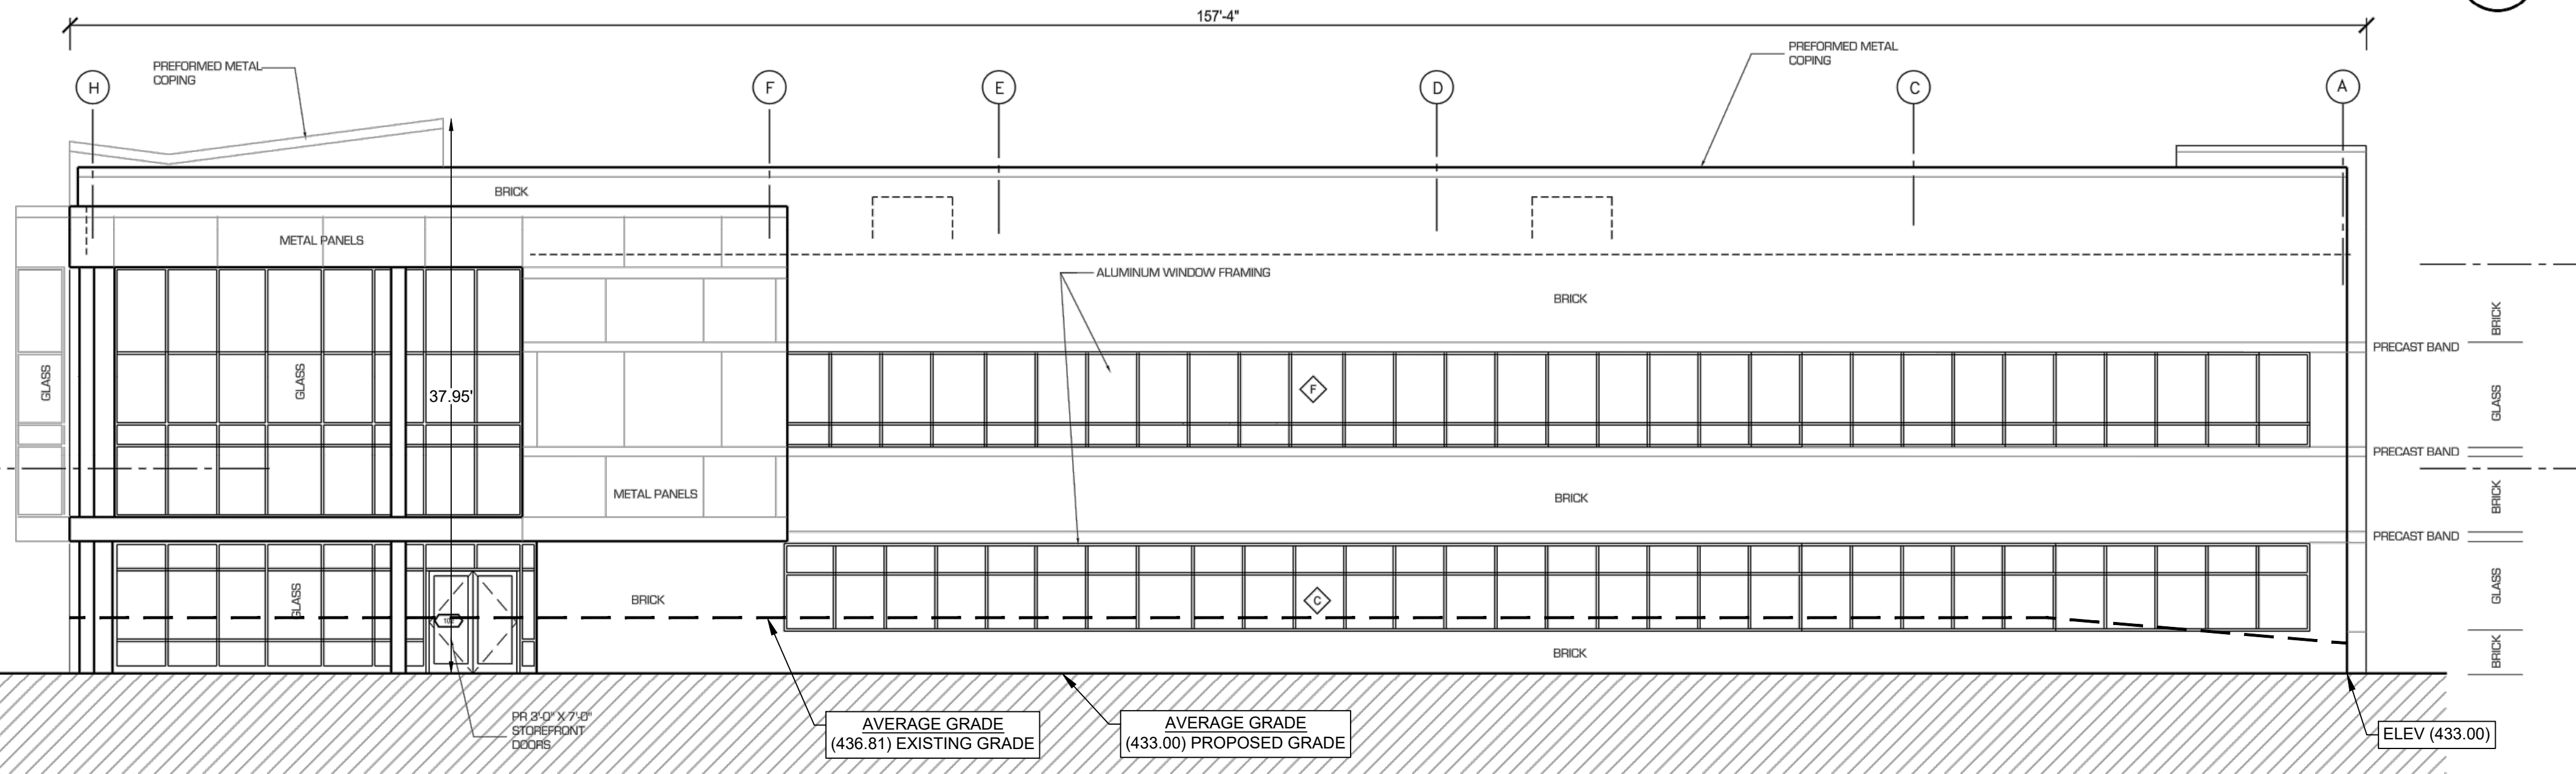 157'-4"
PREFORMED METAL
COPING
PREFORMED METAL
COPING
H
F
E
D
C
A
BRICK
METAL PANELS
ALUMINUM WINDOW FRAMING
BRICK
BRICK
PRECAST BAND
GLASS
GLASS
37.95'
F
GLASS
PRECAST BAND
METAL PANELS
BRICK
BRICK
PRECAST BAND
GLASS
BRICK
C
GLASS
BRICK
BRICK
PR 3'-0" X 7'-0"
STOREFRONT
DOORS
AVERAGE GRADE
(436.81) EXISTING GRADE
AVERAGE GRADE
(433.00) PROPOSED GRADE
ELEV (433.00)